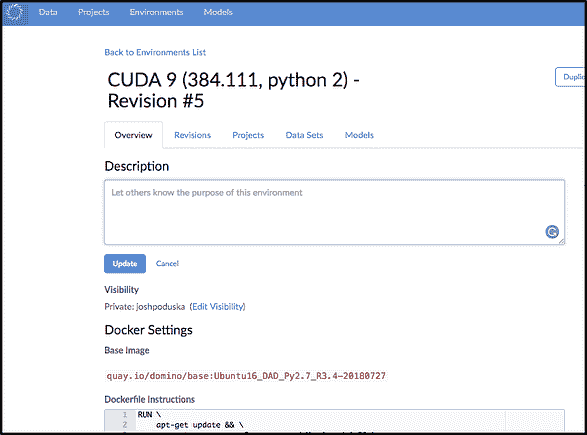 Data Projects Environments Models
Back to Environments List
CUDA 9 (384.111, python 2) -
Revision #5
Overview Revisions Projects Data Sets Models
Description
Let others know the purpose of this environment
Update Cancel
Visibility
Private: joshpoduska (Edit Visibility)
Docker Settings
Base Image
quay.io/domino/base:Ubuntu16_DAD_Py2.7_R3.4-20180727
Dockerfile Instructions
1 RUN \
2 apt-get update && \